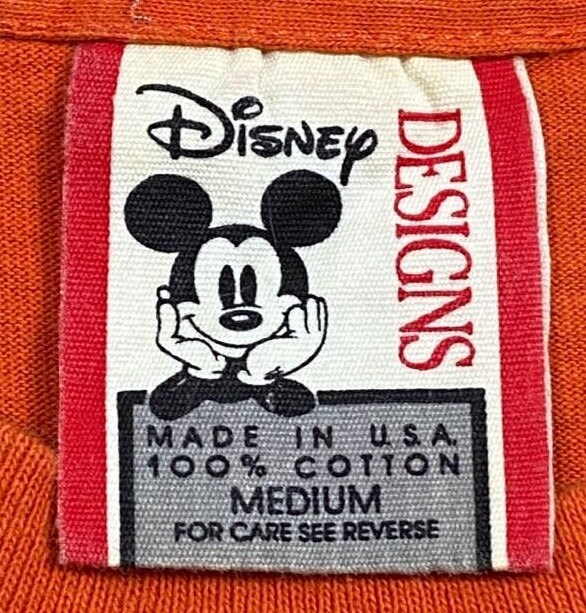 Disney
DESIGNS
MADE IN U.S.A.
100% COTTON
MEDIUM
FOR CARE SEE REVERSE